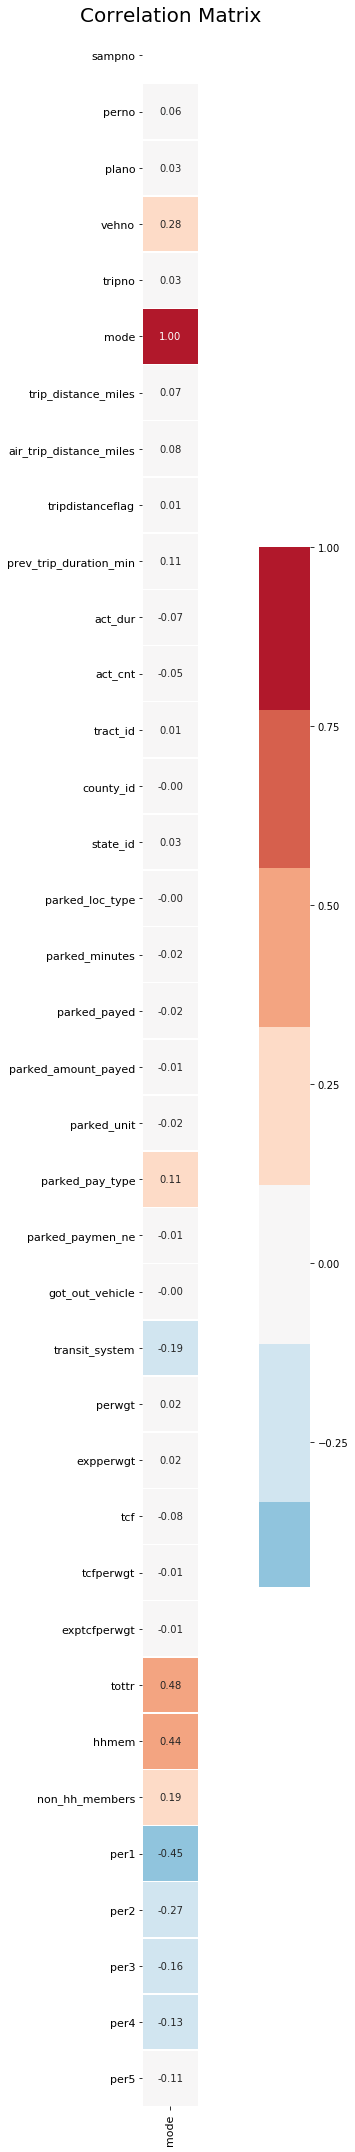 Correlation Matrix
sampno
perno 0.06
plano 0.03
vehno 0.28
tripno 0.03
mode 1.00
trip_distance_miles 0.07
air_trip_distance_miles 0.08
tripdistanceflag 0.01
prev_trip_duration_min 0.11
act_dur -0.07
act_cnt -0.05
tract_id 0.01
county_id -0.00
state_id 0.03
parked_loc_type -0.00
parked_minutes -0.02
parked_payed -0.02
parked_amount_payed -0.01
parked_unit -0.02
parked_pay_type 0.11
parked_paymen_ne -0.01
got_out_vehicle -0.00
transit_system -0.19
perwgt 0.02
expperwgt 0.02
tcf -0.08
tcfperwgt -0.01
exptcfperwgt -0.01
tottr 0.48
hhmem 0.44
non_hh_members 0.19
per1 -0.45
per2 -0.27
per3 -0.16
per4 -0.13
per5 -0.11
mode
1.00
0.75
0.50
0.25
0.00
−0.25